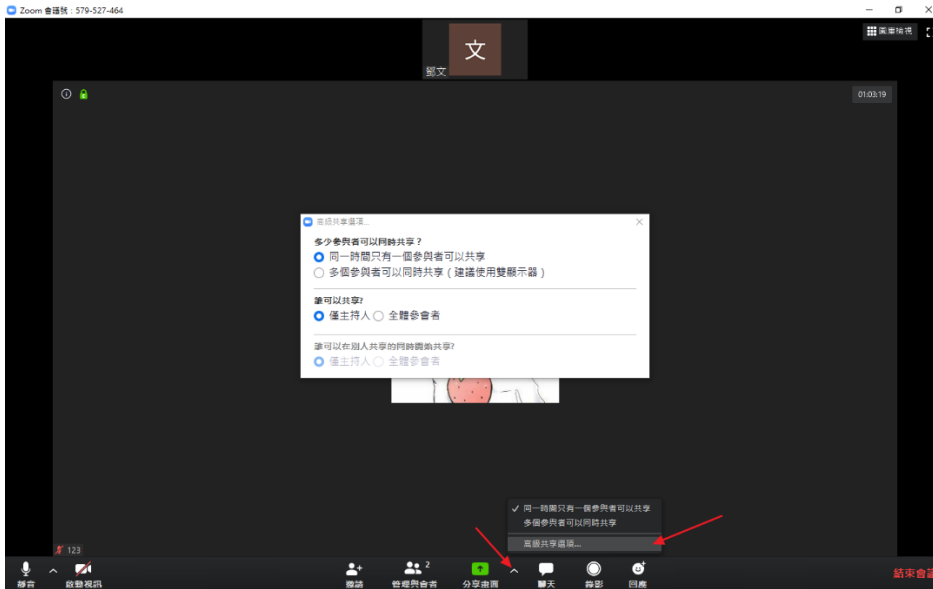 Zoom 會議號：579-527-464
圖庫檢視
文
鄧文
01:03:19
高級共享選項...
多少參與者可以同時共享？
同一時間只有一個參與者可以共享
多個參與者可以同時共享（建議使用雙顯示器）
誰可以共享?
僅主持人 全體參會者
誰可以在別人共享的同時開始共享?
僅主持人 全體參會者
同一時間只有一個參與者可以共享
多個參與者可以同時共享
高級共享選項...
123
2
靜音 啟動視訊 邀請 管理與會者 分享畫面 聊天 錄影 回應
結束會議